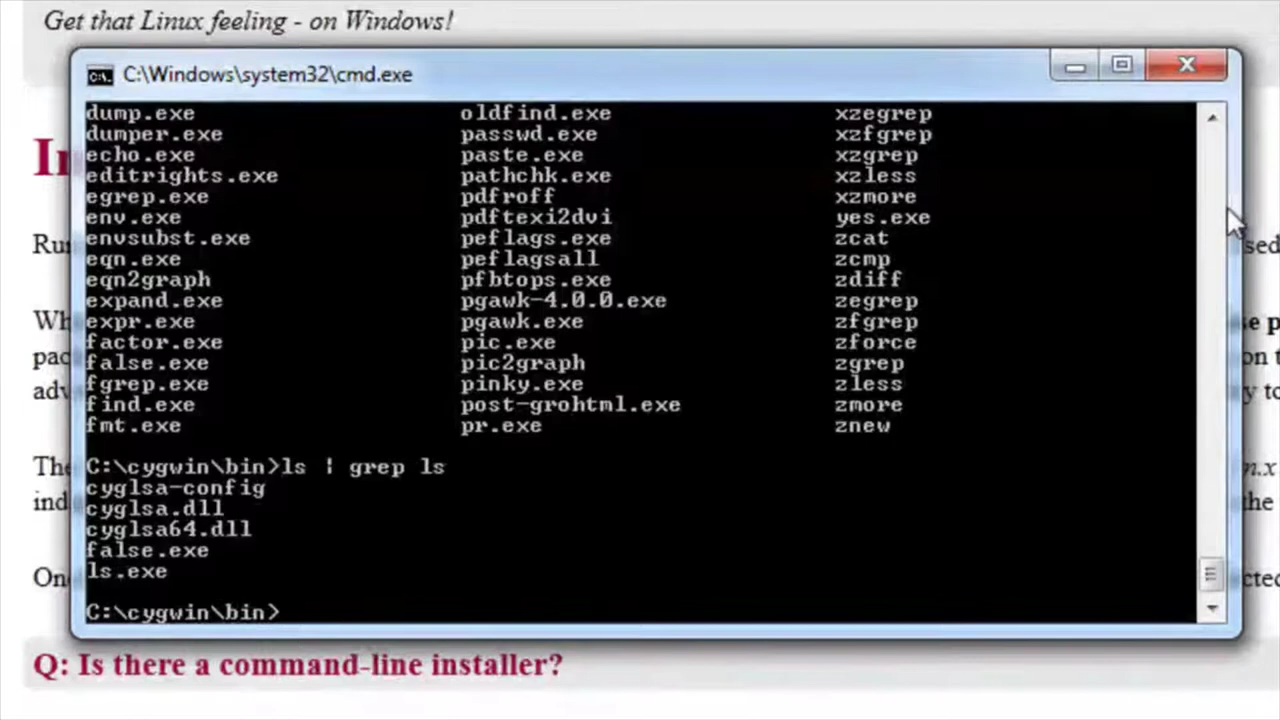 Get that Linux feeling - on Windows!
C:\Windows\system32\cmd.exe
dump.exe oldfind.exe xzegrep
dumper.exe passwd.exe xzfgrep
echo.exe paste.exe xzgrep
editrights.exe pathchk.exe xzless
egrep.exe pdfroff xzmore
env.exe pdftexi2dvi yes.exe
envsubst.exe peflags.exe zcat
eqn.exe peflagsall zcmp
eqn2graph pfbtops.exe zdiff
expand.exe pgawk-4.0.0.exe zegrep
expr.exe pgawk.exe zfgrep
factor.exe pic.exe zforce
false.exe pic2graph zgrep
fgrep.exe pinky.exe zless
find.exe post-grohtml.exe zmore
fmt.exe pr.exe znew
C:\cygwin\bin>ls | grep ls
cyglsa-config
cyglsa.dll
cyglsa64.dll
false.exe
ls.exe
C:\cygwin\bin>
Q: Is there a command-line installer?